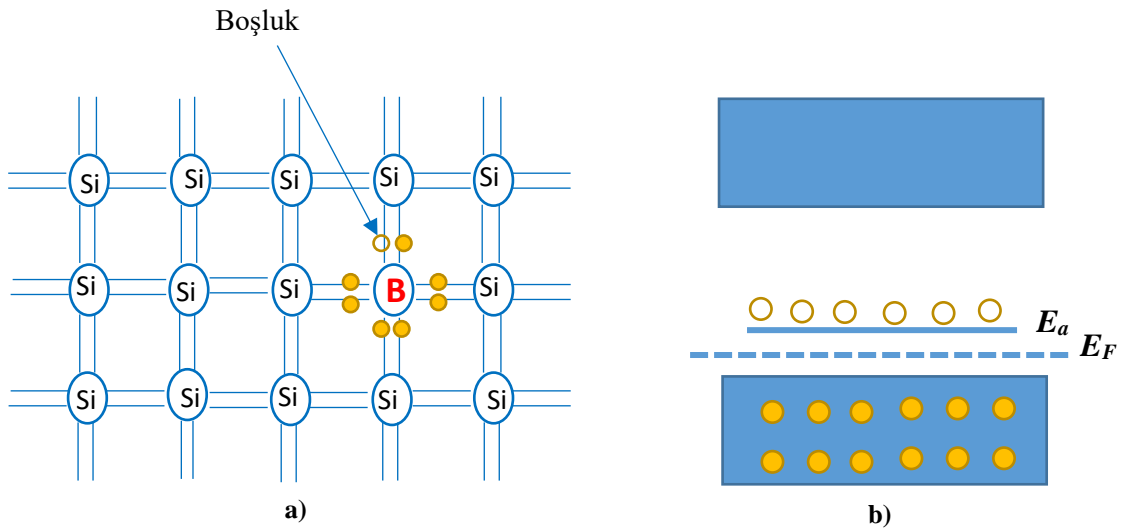 Boşluk
Si Si Si Si Si
Si Si Si B Si
Si Si Si Si Si
a)
E_a
E_F
b)